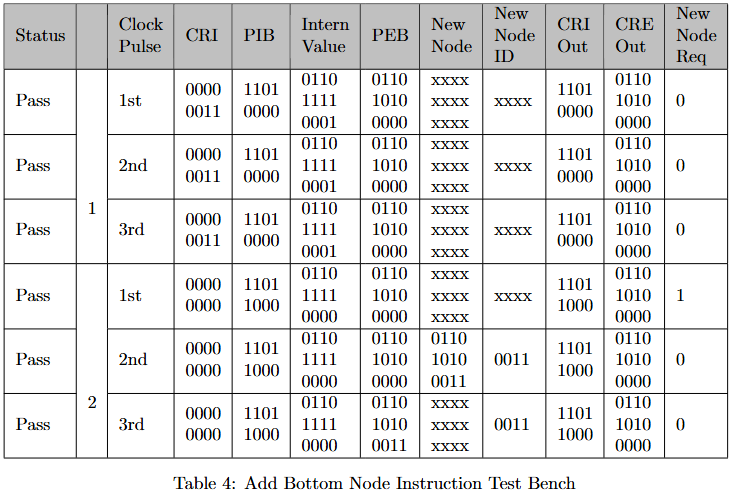 Status Clock Pulse CRI PIB Intern Value PEB New Node New Node ID CRI Out CRE Out New Node Req
Pass 1 1st 0000 0011 1101 0000 0110 1111 0001 0110 1010 0000 xxxx xxxx xxxx xxxx 1101 0000 0110 1010 0000 0
Pass 2nd 0000 0011 1101 0000 0110 1111 0001 0110 1010 0000 xxxx xxxx xxxx xxxx 1101 0000 0110 1010 0000 0
Pass 3rd 0000 0011 1101 0000 0110 1111 0001 0110 1010 0000 xxxx xxxx xxxx xxxx 1101 0000 0110 1010 0000 0
Pass 2 1st 0000 0000 1101 1000 0110 1111 0000 0110 1010 0000 xxxx xxxx xxxx xxxx 1101 1000 0110 1010 0000 1
Pass 2nd 0000 0000 1101 1000 0110 1111 0000 0110 1010 0000 0110 1010 0011 0011 1101 1000 0110 1010 0000 0
Pass 3rd 0000 0000 1101 1000 0110 1111 0000 0110 1010 0011 xxxx xxxx xxxx 0011 1101 1000 0110 1010 0000 0
Table 4: Add Bottom Node Instruction Test Bench